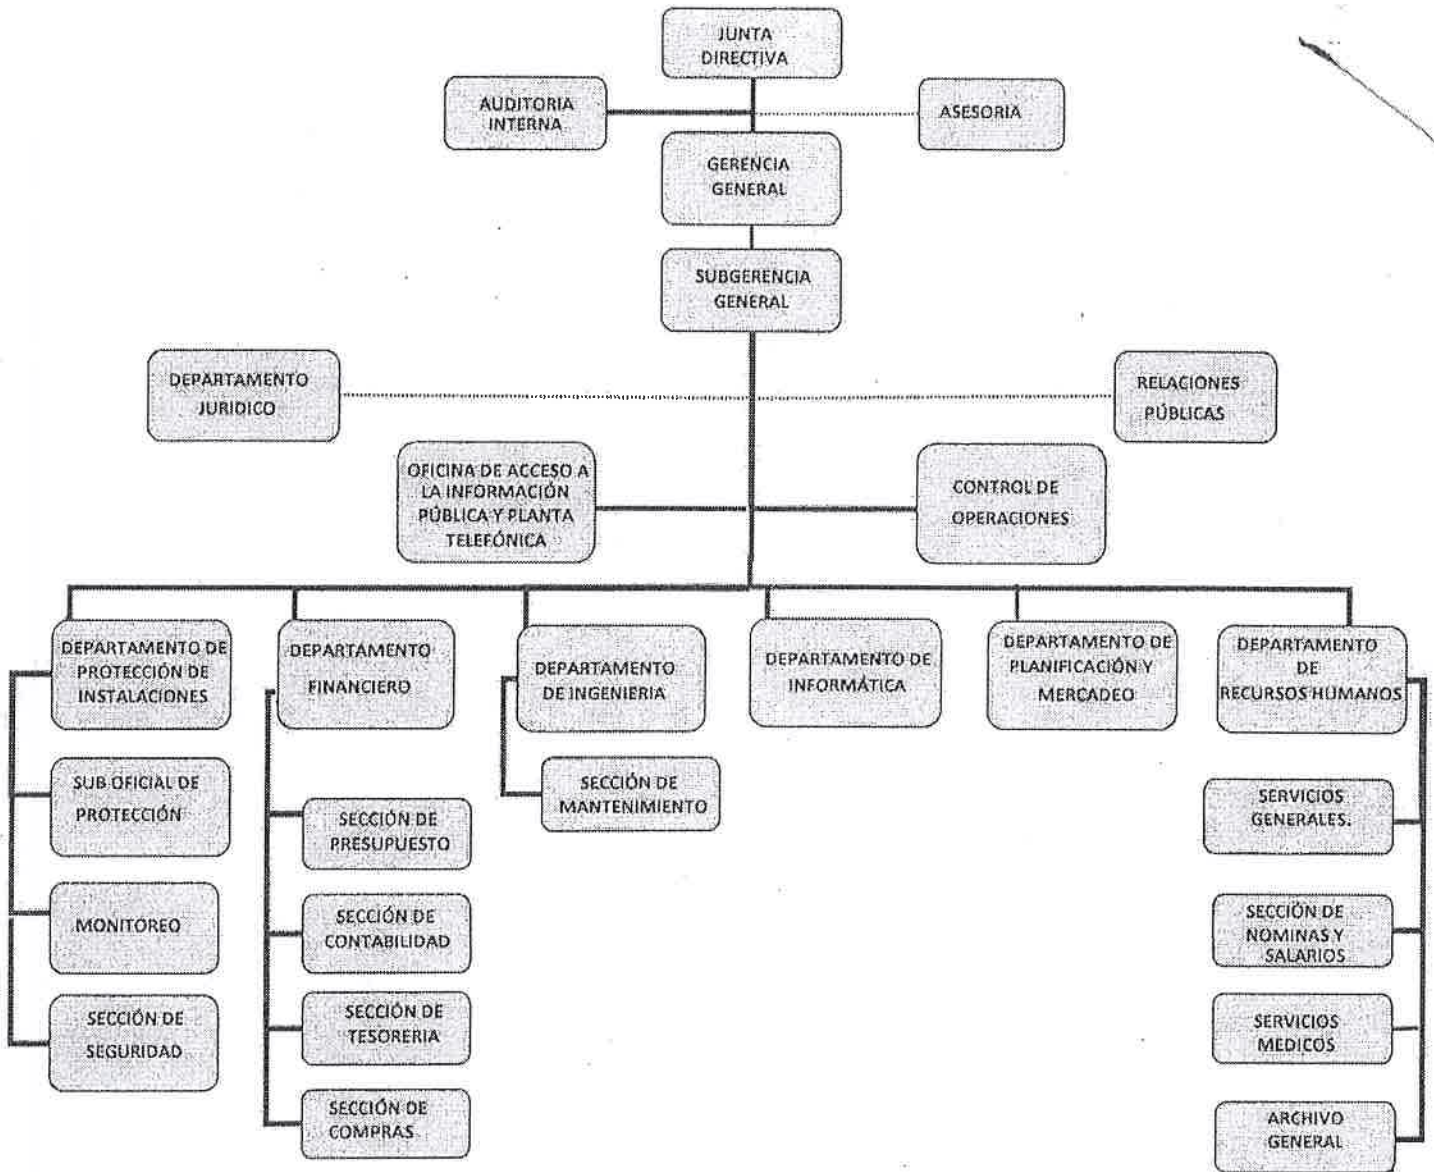 JUNTA
DIRECTIVA
AUDITORIA
INTERNA
ASESORIA
GERENCIA
GENERAL
SUBGERENCIA
GENERAL
DEPARTAMENTO
JURIDICO
RELACIONES
PÚBLICAS
OFICINA DE ACCESO A
LA INFORMACIÓN
PÚBLICA Y PLANTA
TELEFÓNICA
CONTROL DE
OPERACIONES
DEPARTAMENTO DE
PROTECCIÓN DE
INSTALACIONES
DEPARTAMENTO
FINANCIERO
DEPARTAMENTO
DE INGENIERIA
DEPARTAMENTO DE
INFORMÁTICA
DEPARTAMENTO DE
PLANIFICACIÓN Y
MERCADEO
DEPARTAMENTO
DE
RECURSOS HUMANOS
SUB OFICIAL DE
PROTECCIÓN
MONITOREO
SECCIÓN DE
SEGURIDAD
SECCIÓN DE
PRESUPUESTO
SECCIÓN DE
CONTABILIDAD
SECCIÓN DE
TESORERIA
SECCIÓN DE
COMPRAS
SECCIÓN DE
MANTENIMIENTO
SERVICIOS
GENERALES.
SECCIÓN DE
NOMINAS Y
SALARIOS
SERVICIOS
MEDICOS
ARCHIVO
GENERAL